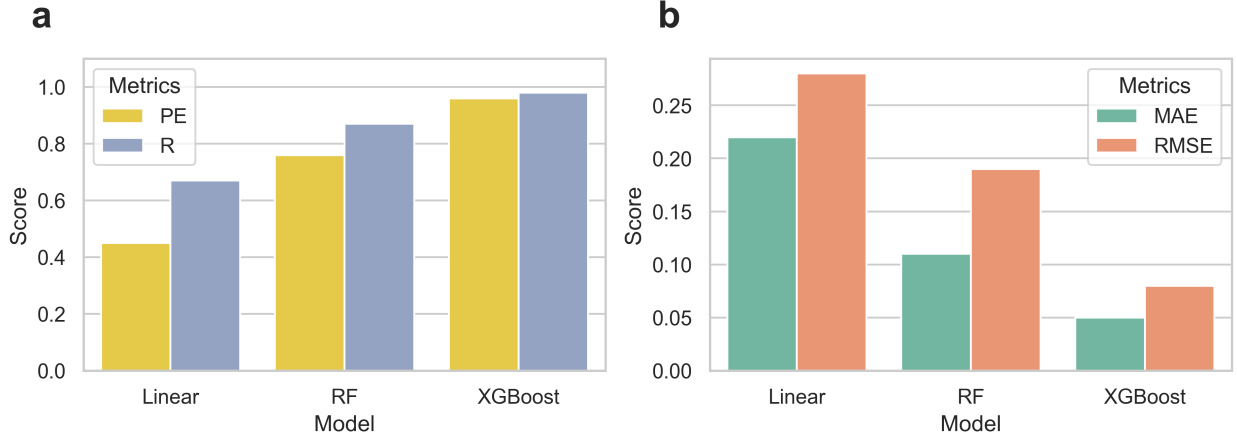 a
Metrics
PE
R
1.0
0.8
0.6
0.4
0.2
0.0
Score
Linear RF XGBoost
Model
b
Metrics
MAE
RMSE
0.25
0.20
0.15
0.10
0.05
0.00
Score
Linear RF XGBoost
Model